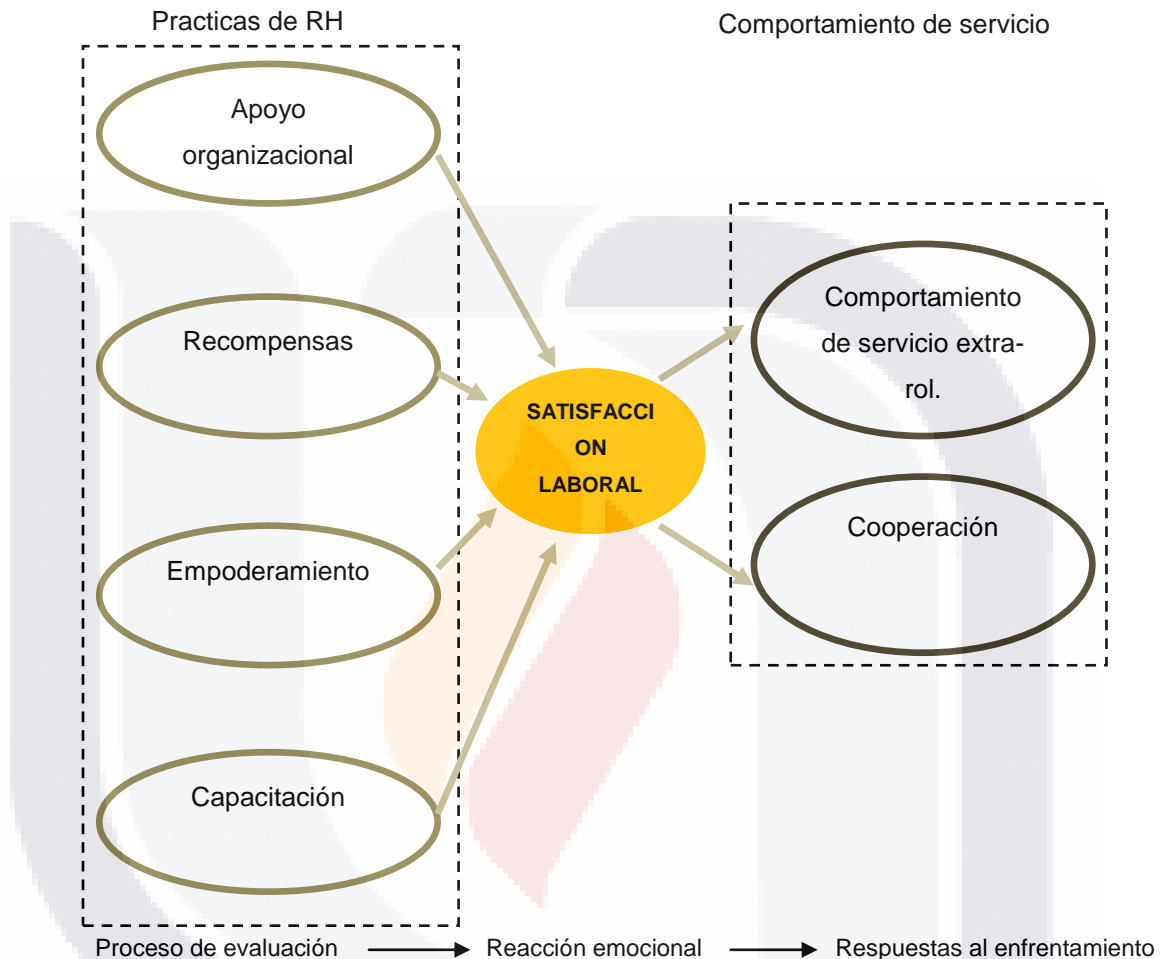 Practicas de RH
Comportamiento de servicio
Apoyo
organizacional
Recompensas
Empoderamiento
Capacitación
SATISFACCI
ON
LABORAL
Comportamiento
de servicio extra-
rol.
Cooperación
Proceso de evaluación
Reacción emocional
Respuestas al enfrentamiento